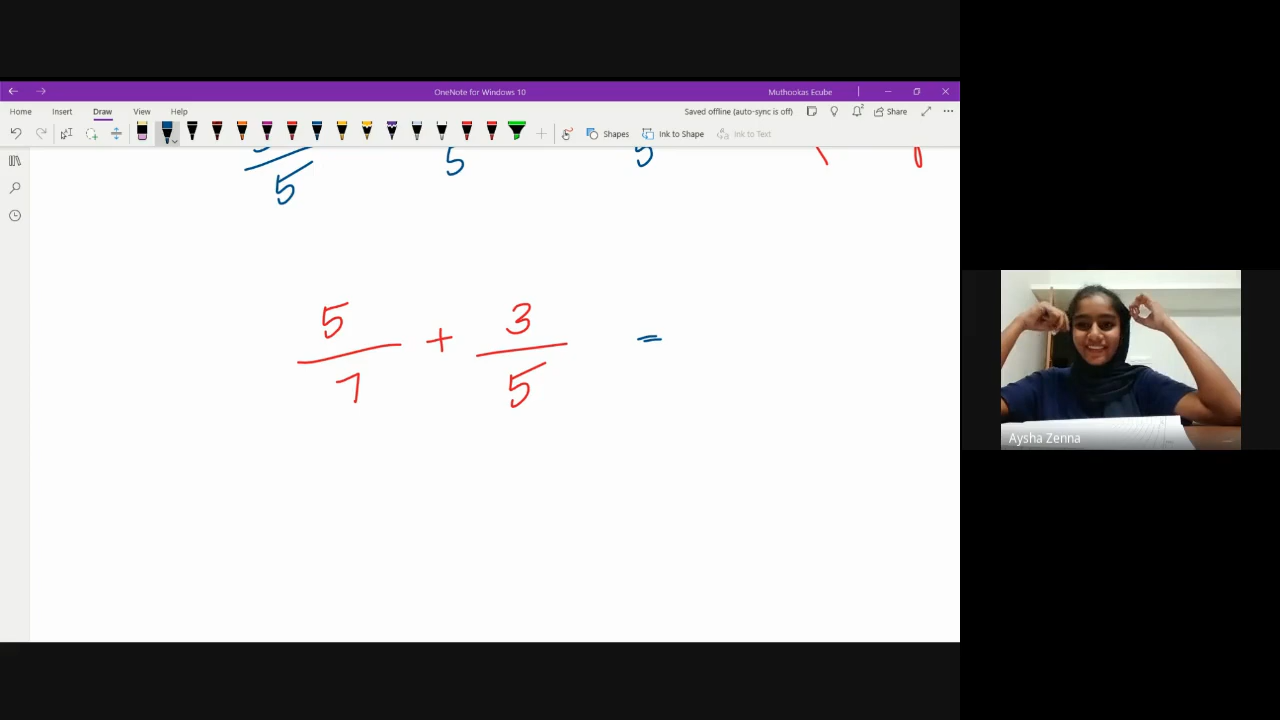 OneNote for Windows 10
Muthookas Ecube
Home Insert Draw View Help
Saved offline (auto-sync is off) Share
Shapes Ink to Shape Ink to Text
5 5 5
5/7 + 3/5 =
Aysha Zenna